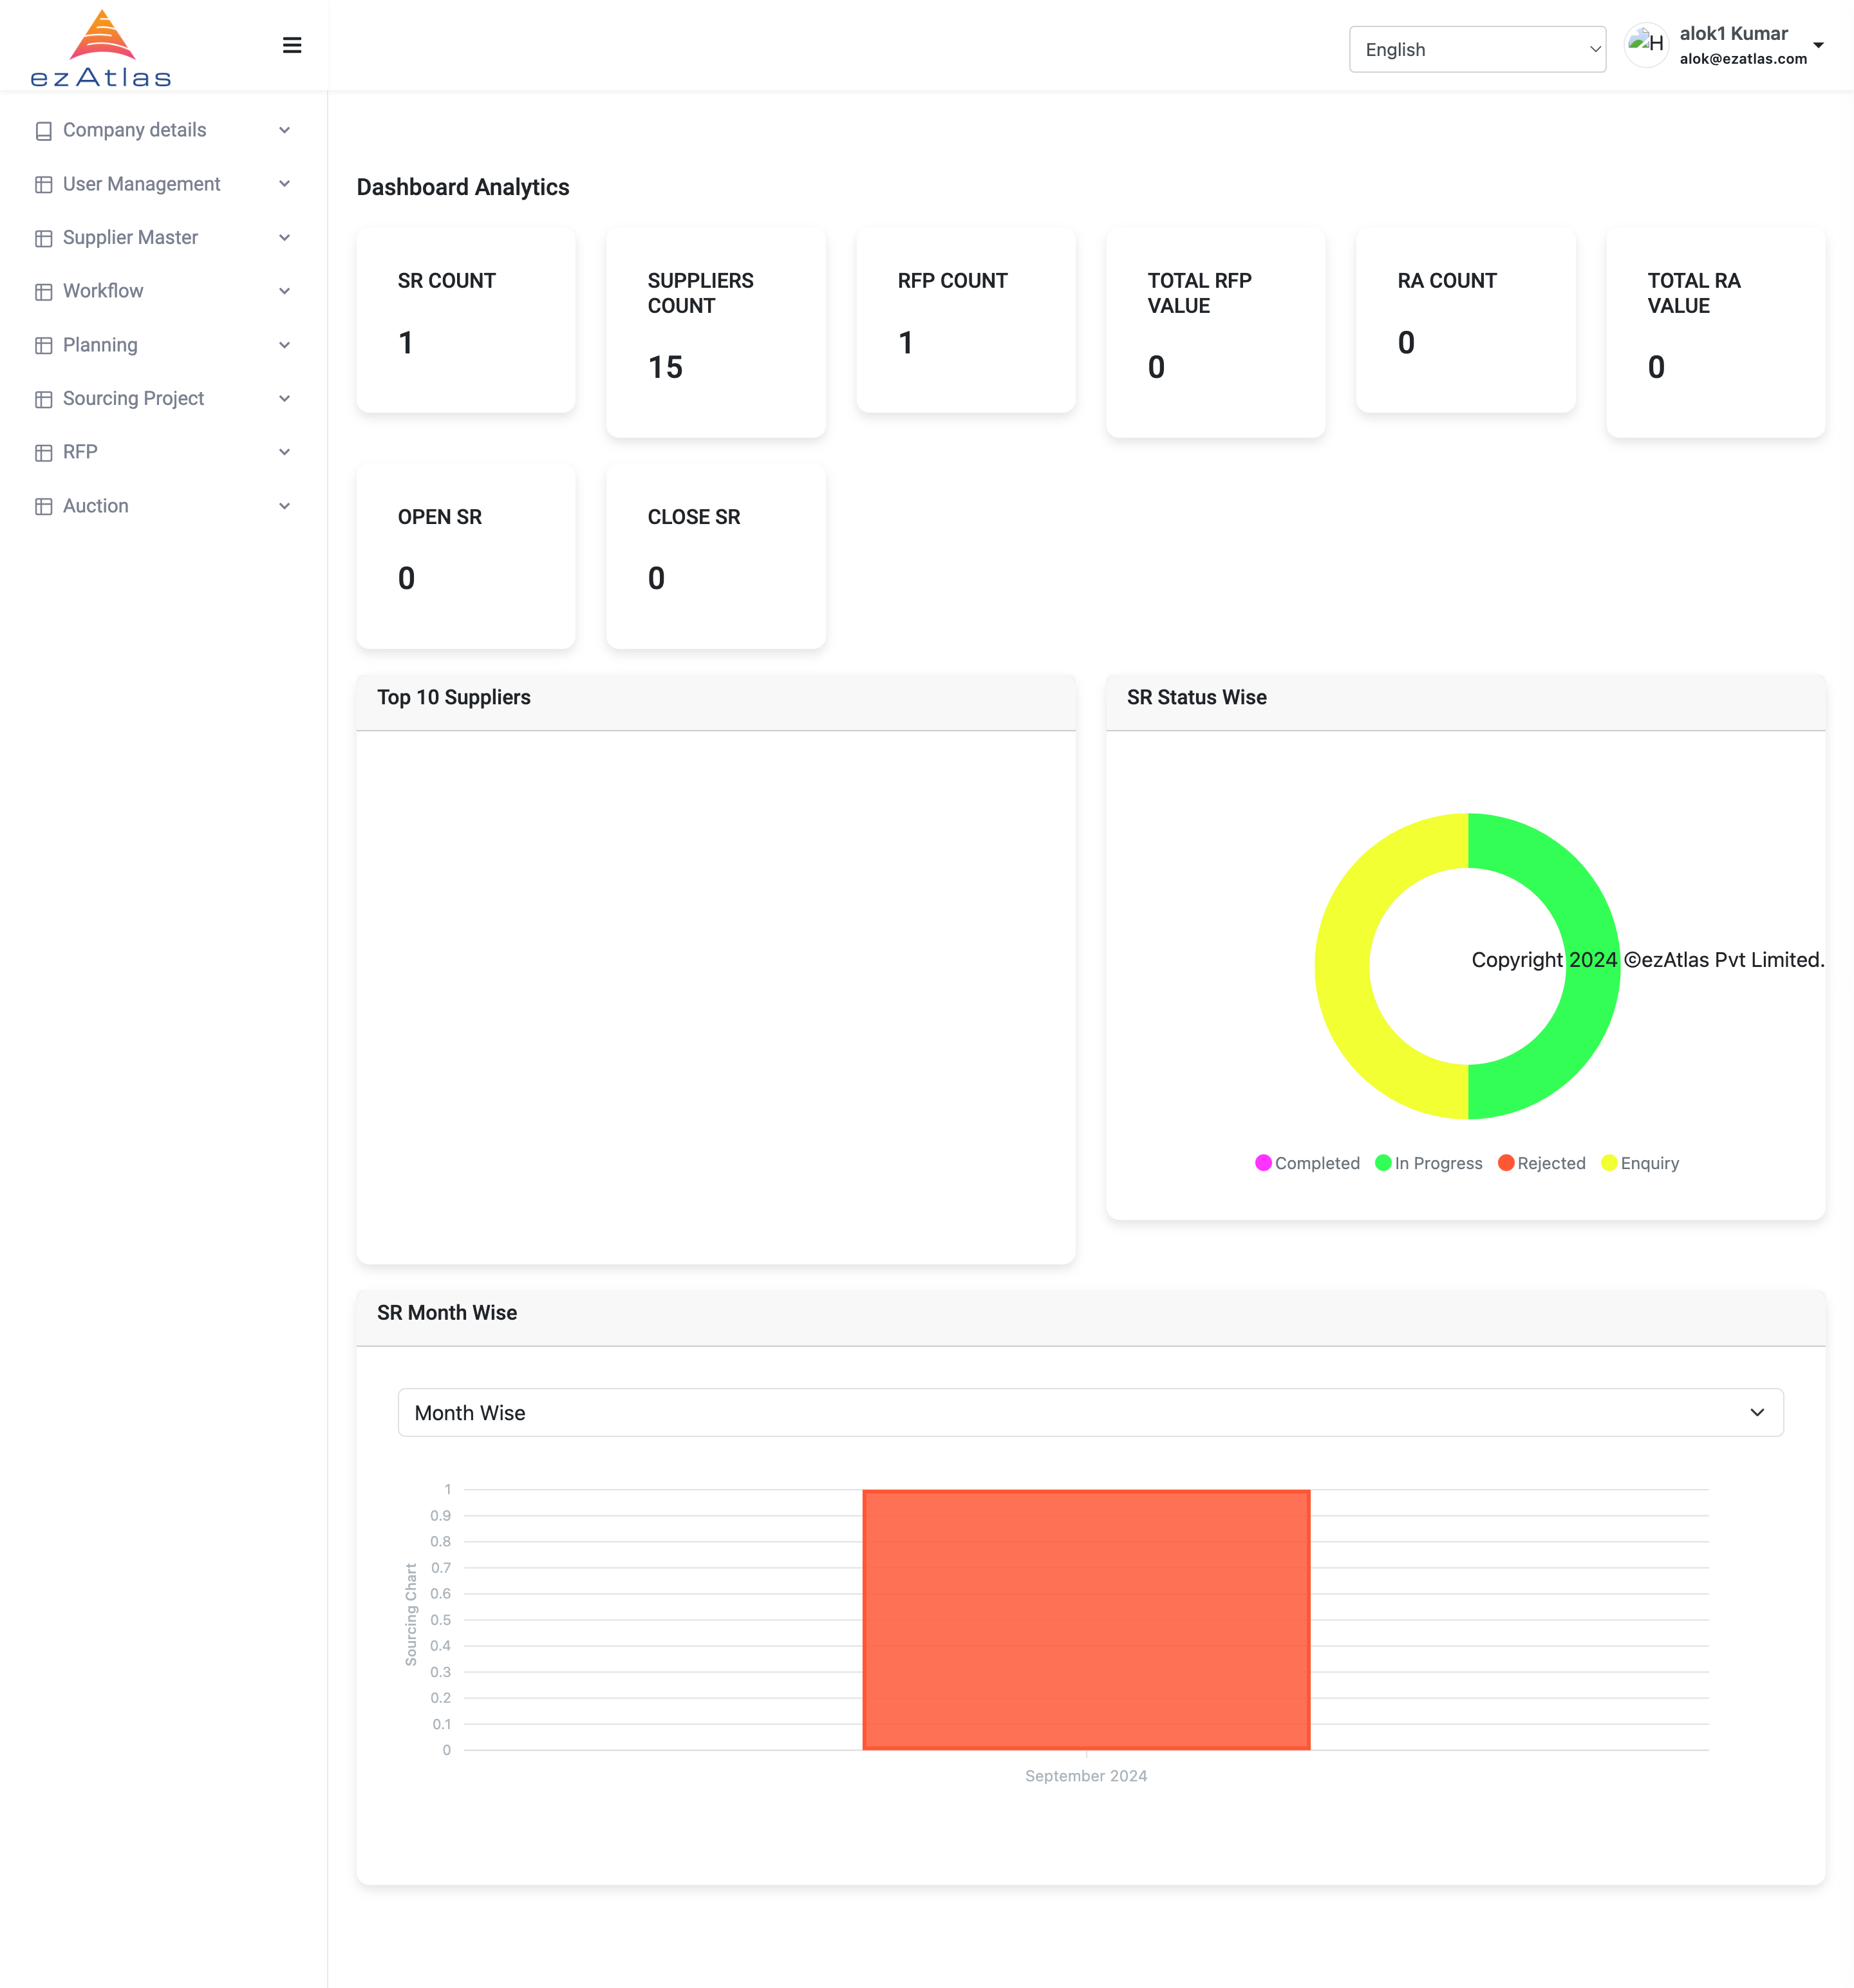 ezAtlas
English
H
alok1 Kumar
alok@ezatlas.com
Company details
User Management
Supplier Master
Workflow
Planning
Sourcing Project
RFP
Auction
Dashboard Analytics
SR COUNT
1
SUPPLIERS
COUNT
15
RFP COUNT
1
TOTAL RFP
VALUE
0
RA COUNT
0
TOTAL RA
VALUE
0
OPEN SR
0
CLOSE SR
0
Top 10 Suppliers
SR Status Wise
Copyright 2024 ©ezAtlas Pvt Limited.
Completed In Progress Rejected Enquiry
SR Month Wise
Month Wise
Sourcing Chart
1
0.9
0.8
0.7
0.6
0.5
0.4
0.3
0.2
0.1
0
September 2024